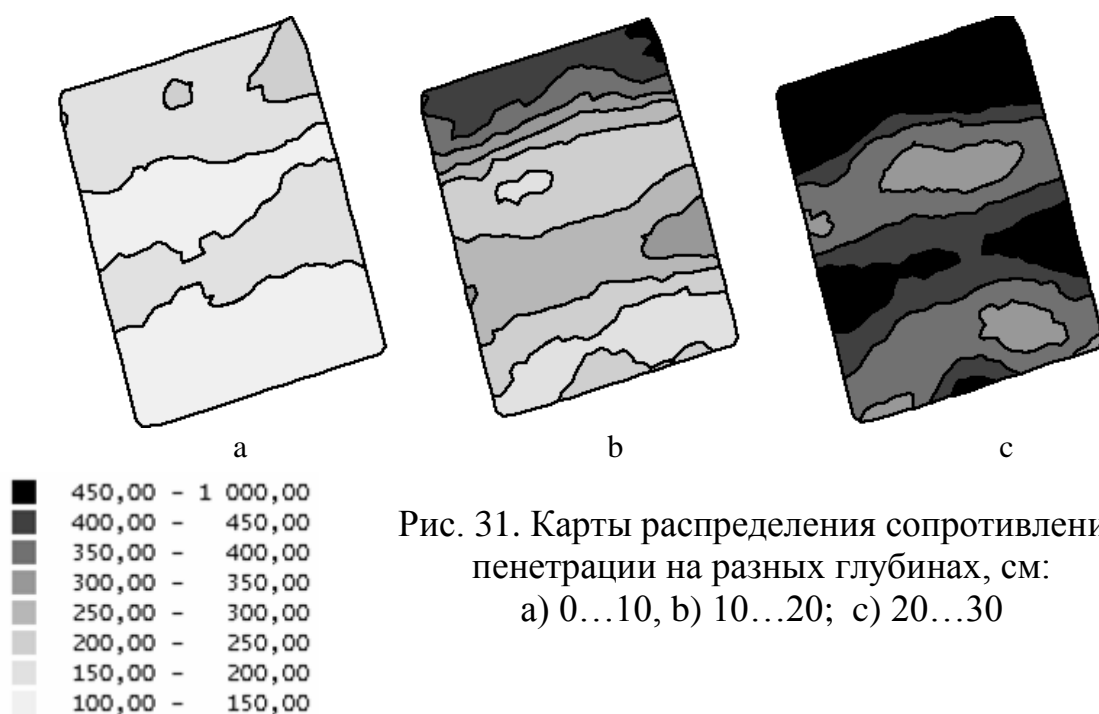 a
b
c
450,00 - 1 000,00
400,00 - 450,00
350,00 - 400,00
300,00 - 350,00
250,00 - 300,00
200,00 - 250,00
150,00 - 200,00
100,00 - 150,00
Рис. 31. Карты распределения сопротивлени
пенетрации на разных глубинах, см:
a) 0…10, b) 10…20; c) 20…30